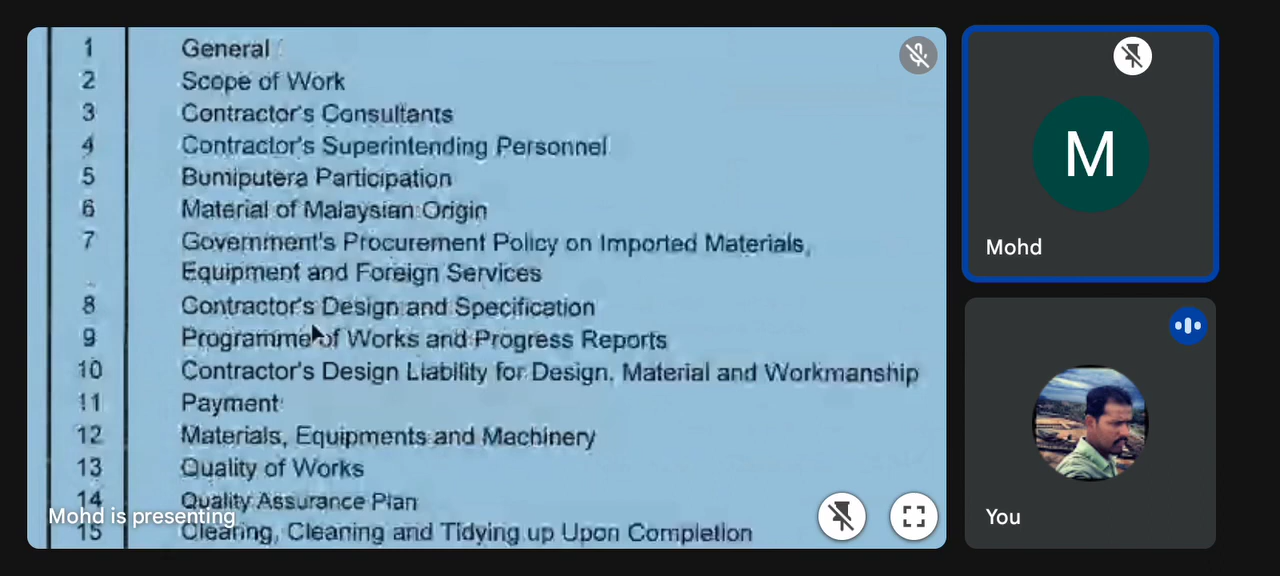 1 General
2 Scope of Work
3 Contractor's Consultants
4 Contractor's Superintending Personnel
5 Bumiputera Participation
6 Material of Malaysian Origin
7 Government's Procurement Policy on Imported Materials,
Equipment and Foreign Services
8 Contractor's Design and Specification
9 Programme of Works and Progress Reports
10 Contractor's Design Liability for Design, Material and Workmanship
11 Payment
12 Materials, Equipments and Machinery
13 Quality of Works
14 Quality Assurance Plan
15 Clearing, Cleaning and Tidying up Upon Completion
Mohd is presenting
M
Mohd
You